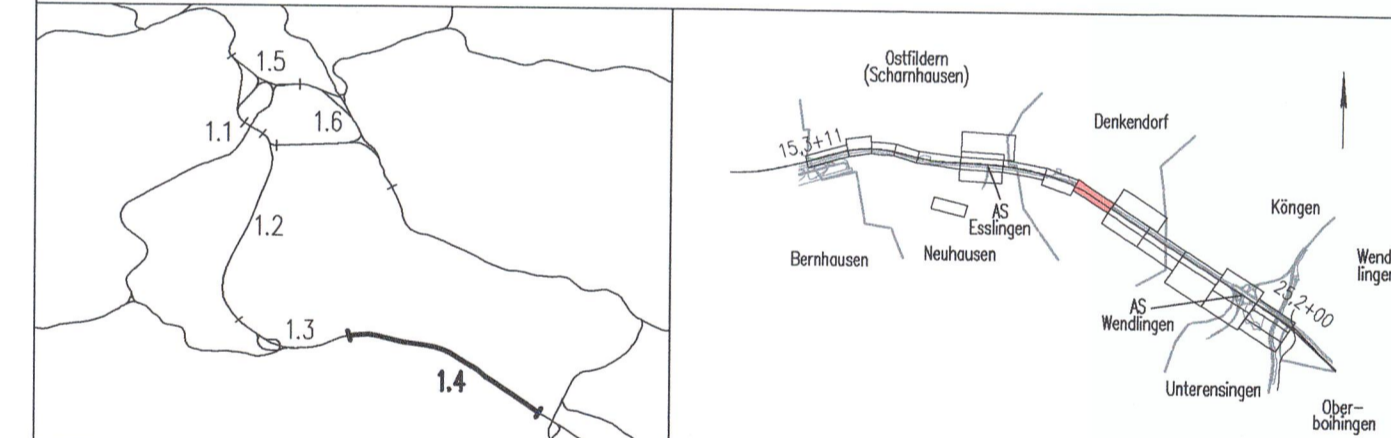 1.5
1.1
1.6
1.2
1.3
1.4
Ostfildern
(Scharnhausen)
Denkendorf
15,3+11
AS
Esslingen
Köngen
Bernhausen
Neuhausen
Wend
linger
AS
Wendlingen
25,2+00
Unterensingen
Ober-
boihingen